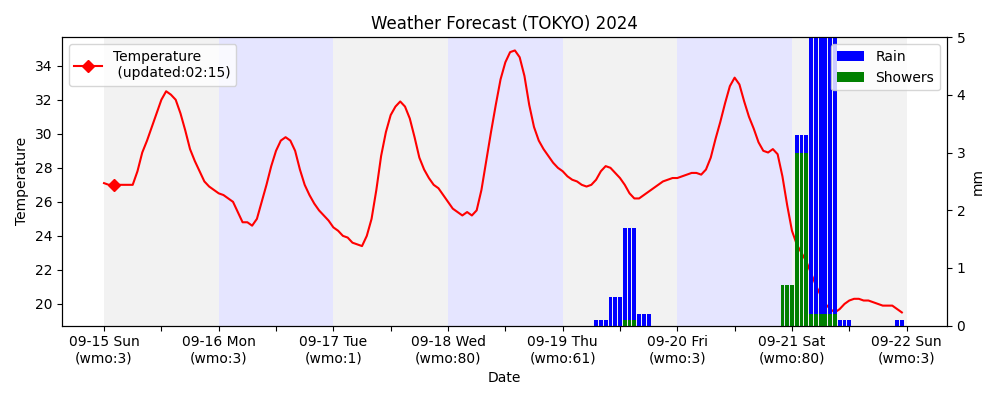 Weather Forecast (TOKYO) 2024
Temperature
(updated:02:15)
Rain
Showers
Temperature
34
32
30
28
26
24
22
20
5
4
3
2
1
0
mm
09-15 Sun
(wmo:3)
09-16 Mon
(wmo:3)
09-17 Tue
(wmo:1)
09-18 Wed
(wmo:80)
09-19 Thu
(wmo:61)
09-20 Fri
(wmo:3)
09-21 Sat
(wmo:80)
09-22 Sun
(wmo:3)
Date